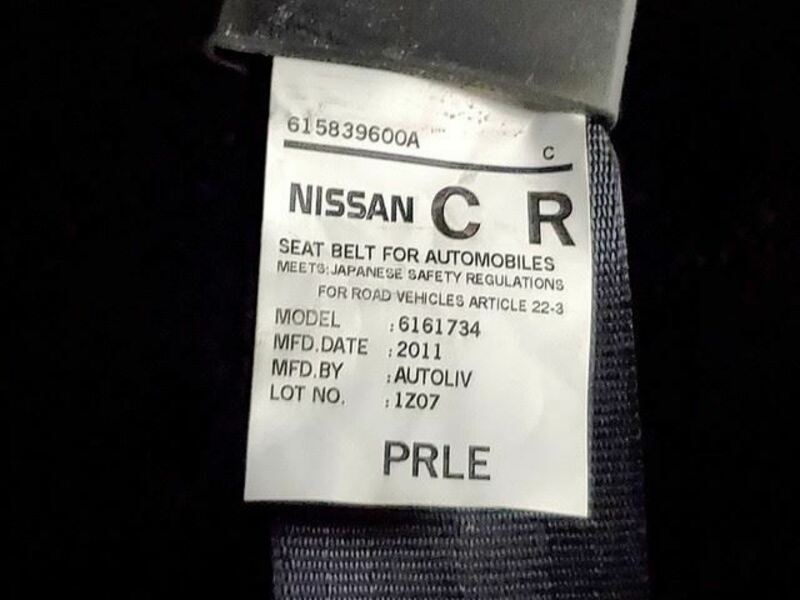 615839600A
C
NISSAN C R
SEAT BELT FOR AUTOMOBILES
MEETS:JAPANESE SAFETY REGULATIONS
FOR ROAD VEHICLES ARTICLE 22-3
MODEL :6161734
MFD.DATE :2011
MFD.BY :AUTOLIV
LOT NO. :1Z07
PRLE